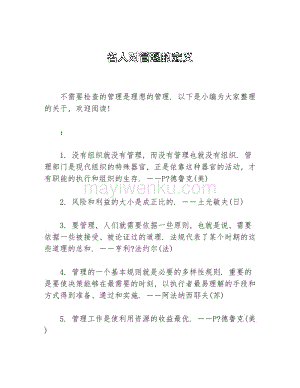 名人对管理的定义
不需要检查的管理是理想的管理. 以下是小编为大家整理
的关于, 欢迎阅读!
:
1. 没有组织就没有管理, 而没有管理也就没有组织. 管
理部门是现代组织的特殊器官, 正是依靠这种器官的活动, 才
有职能的执行和组织的生存. ——P?德鲁克(美)
mayiwenku.com
2. 风险和利益的大小是成正比的. ——土光敏夫(日)
3. 要管理, 人们就需要依据一些原则, 也就是说, 需要依
据一些被接受、被论证过的道理. 法规代表了某个时期的这
些道理的总和. ——亨利?法约尔(法)
4. 管理的一个基本规则就是必要的多样性规则. 重要的
是要使决策能够在最需要的时刻, 以执行者最易理解的手段和
方式得到准备、通过和实施. ——阿法纳西耶夫(苏)
5. 管理工作是使利用资源的收益最优. ——P?德鲁克(美)